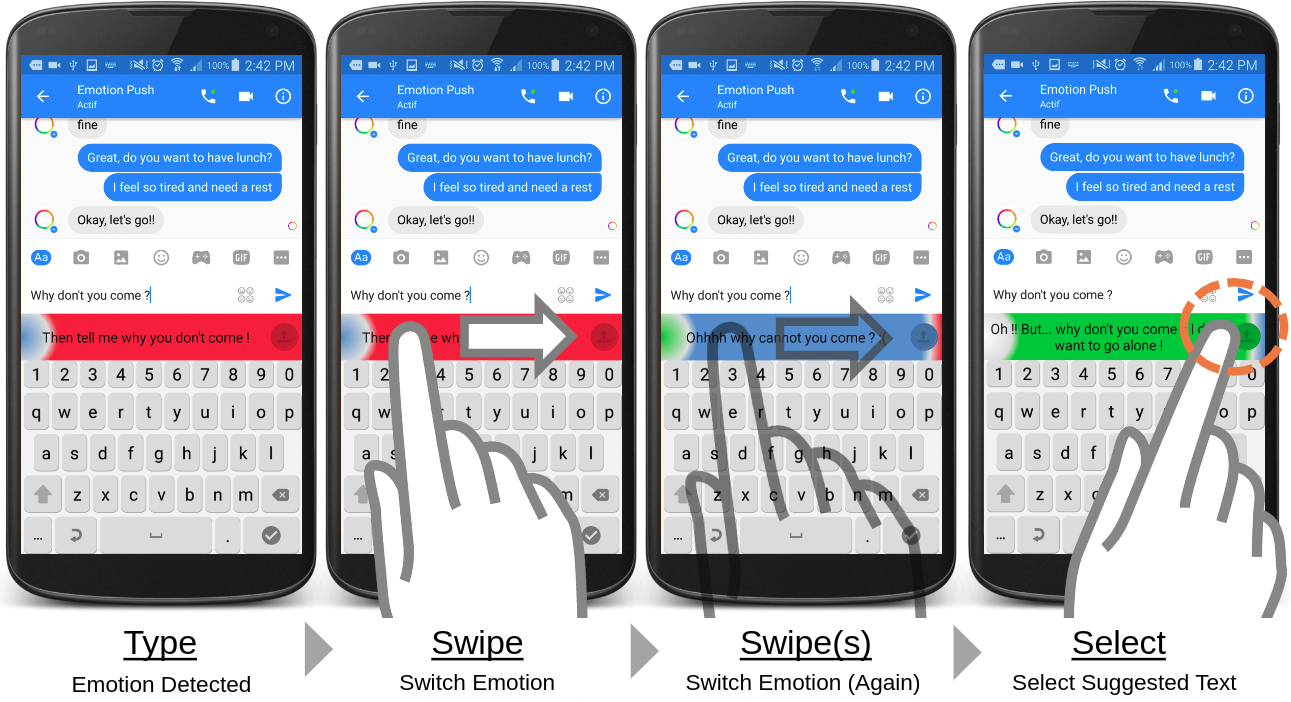 100% 2:42 PM
Emotion Push
Actif
fine
Great, do you want to have lunch?
I feel so tired and need a rest
Okay, let's go!!
Aa GIF
Why don't you come ?
Then tell me why you don't come !
1 2 3 4 5 6 7 8 9 0
q w e r t y u i o p
a s d f g h j k l
z x c v b n m
... .
Type
Emotion Detected
100% 2:42 PM
Emotion Push
Actif
fine
Great, do you want to have lunch?
I feel so tired and need a rest
Okay, let's go!!
Aa GIF
Why don't you come ?
1 2 4 5 6 7 8 9 0
q w t y u i o p
a s j k l
m
...
Swipe
Switch Emotion
100% 2:42 PM
Emotion Push
Actif
fine
Great, do you want to have lunch?
I feel so tired and need a rest
Okay, let's go!!
Aa GIF
Why don't you come ?
Ohhhh why cannot you come ? :(
1 2 3 4 5 6 7 8 9 0
q w e r t y u i o p
a s d f g h j k l
z x c v b n m
... .
Swipe(s)
Switch Emotion (Again)
100% 2:42 PM
Emotion Push
Actif
fine
Great, do you want to have lunch?
I feel so tired and need a rest
Okay, let's go!!
Aa GIF
Why don't you come ?
Oh !! But... why don't you come
want to go alone !
1 2 3 4 5 6 7 0
q w e r t y o p
a s d f
z x
...
Select
Select Suggested Text